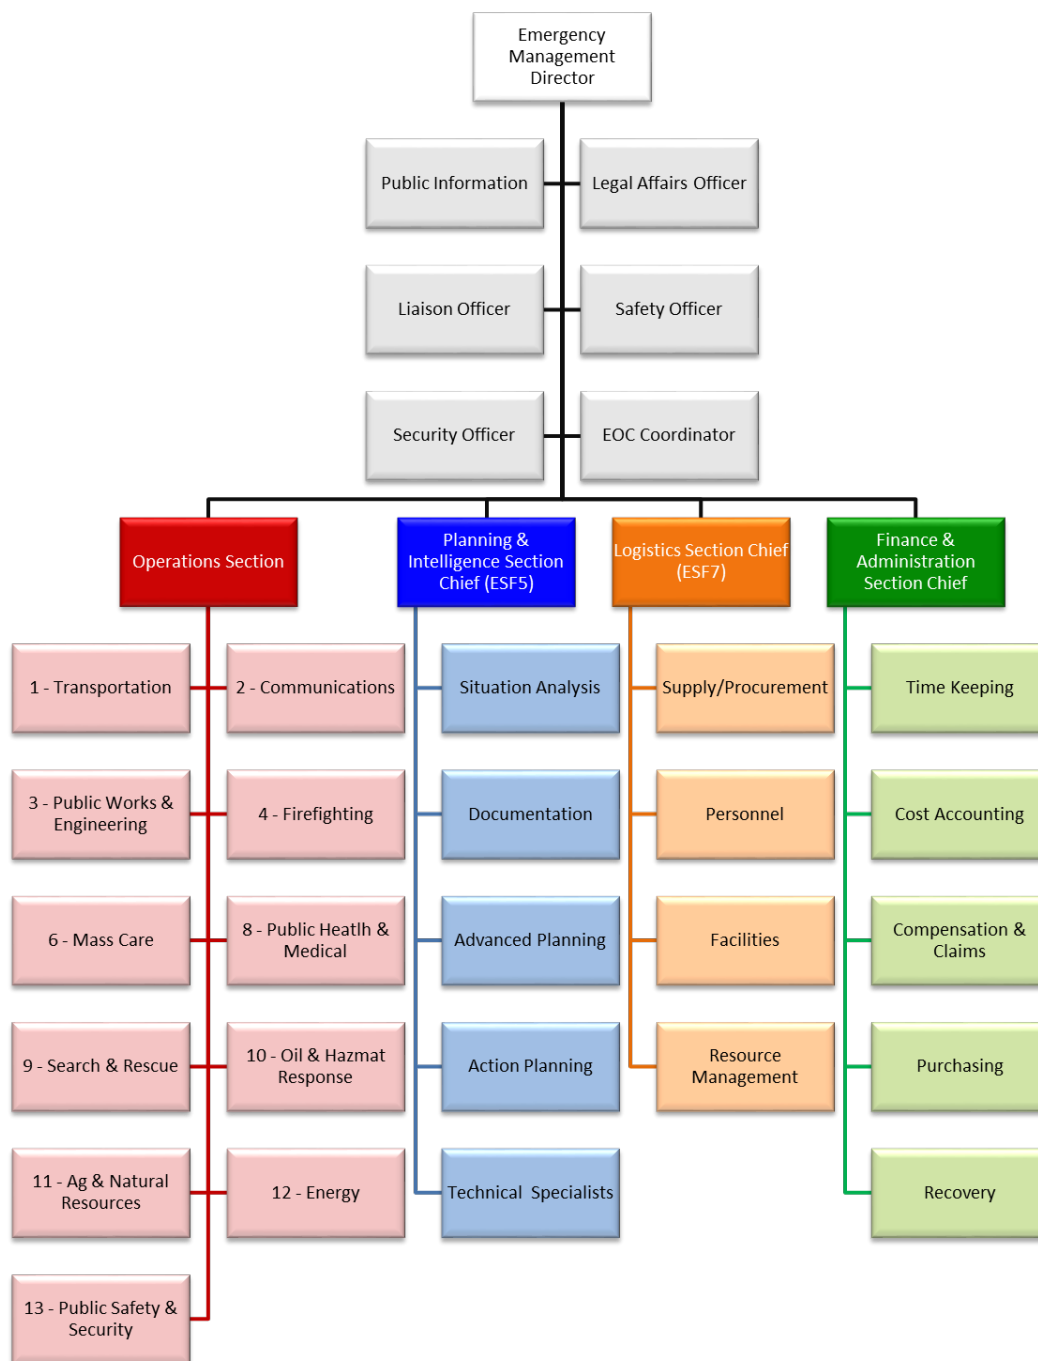 Emergency
Management
Director
Public Information
Legal Affairs Officer
Liaison Officer
Safety Officer
Security Officer
EOC Coordinator
Operations Section
Planning &
Intelligence Section
Chief (ESF5)
Logistics Section Chief
(ESF7)
Finance &
Administration
Section Chief
1 - Transportation
2 - Communications
Situation Analysis
Supply/Procurement
Time Keeping
3 - Public Works &
Engineering
4 - Firefighting
Documentation
Personnel
Cost Accounting
6 - Mass Care
8 - Public Heatlh &
Medical
Advanced Planning
Facilities
Compensation &
Claims
9 - Search & Rescue
10 - Oil & Hazmat
Response
Action Planning
Resource
Management
Purchasing
11 - Ag & Natural
Resources
12 - Energy
Technical  Specialists
Recovery
13 - Public Safety &
Security